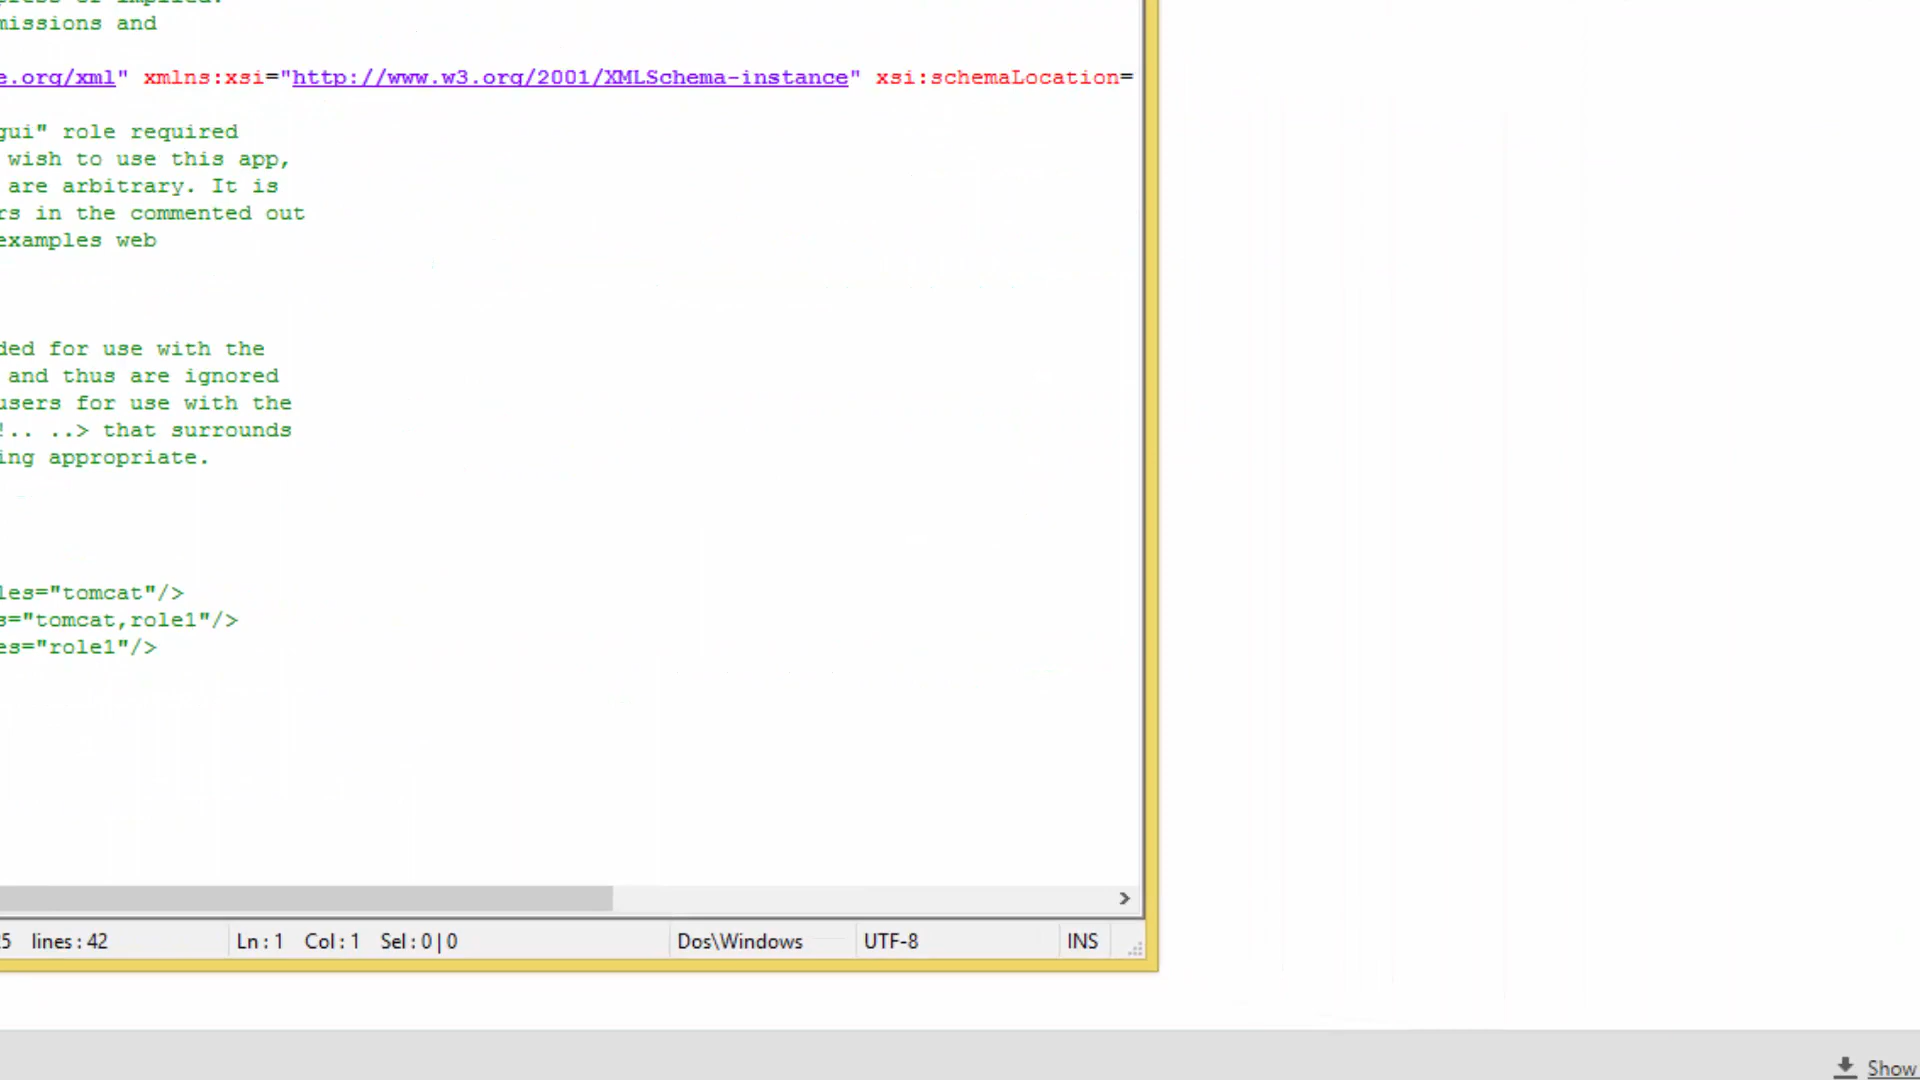 missions and
e.org/xml" xmlns:xsi="http://www.w3.org/2001/XMLSchema-instance" xsi:schemaLocation=
gui" role required
wish to use this app,
are arbitrary. It is
rs in the commented out
examples web
ded for use with the
and thus are ignored
users for use with the
!.. ..> that surrounds
ing appropriate.
les="tomcat"/>
s="tomcat,role1"/>
es="role1"/>
5 lines : 42 Ln : 1 Col : 1 Sel : 0 | 0 Dos\Windows UTF-8 INS
Show